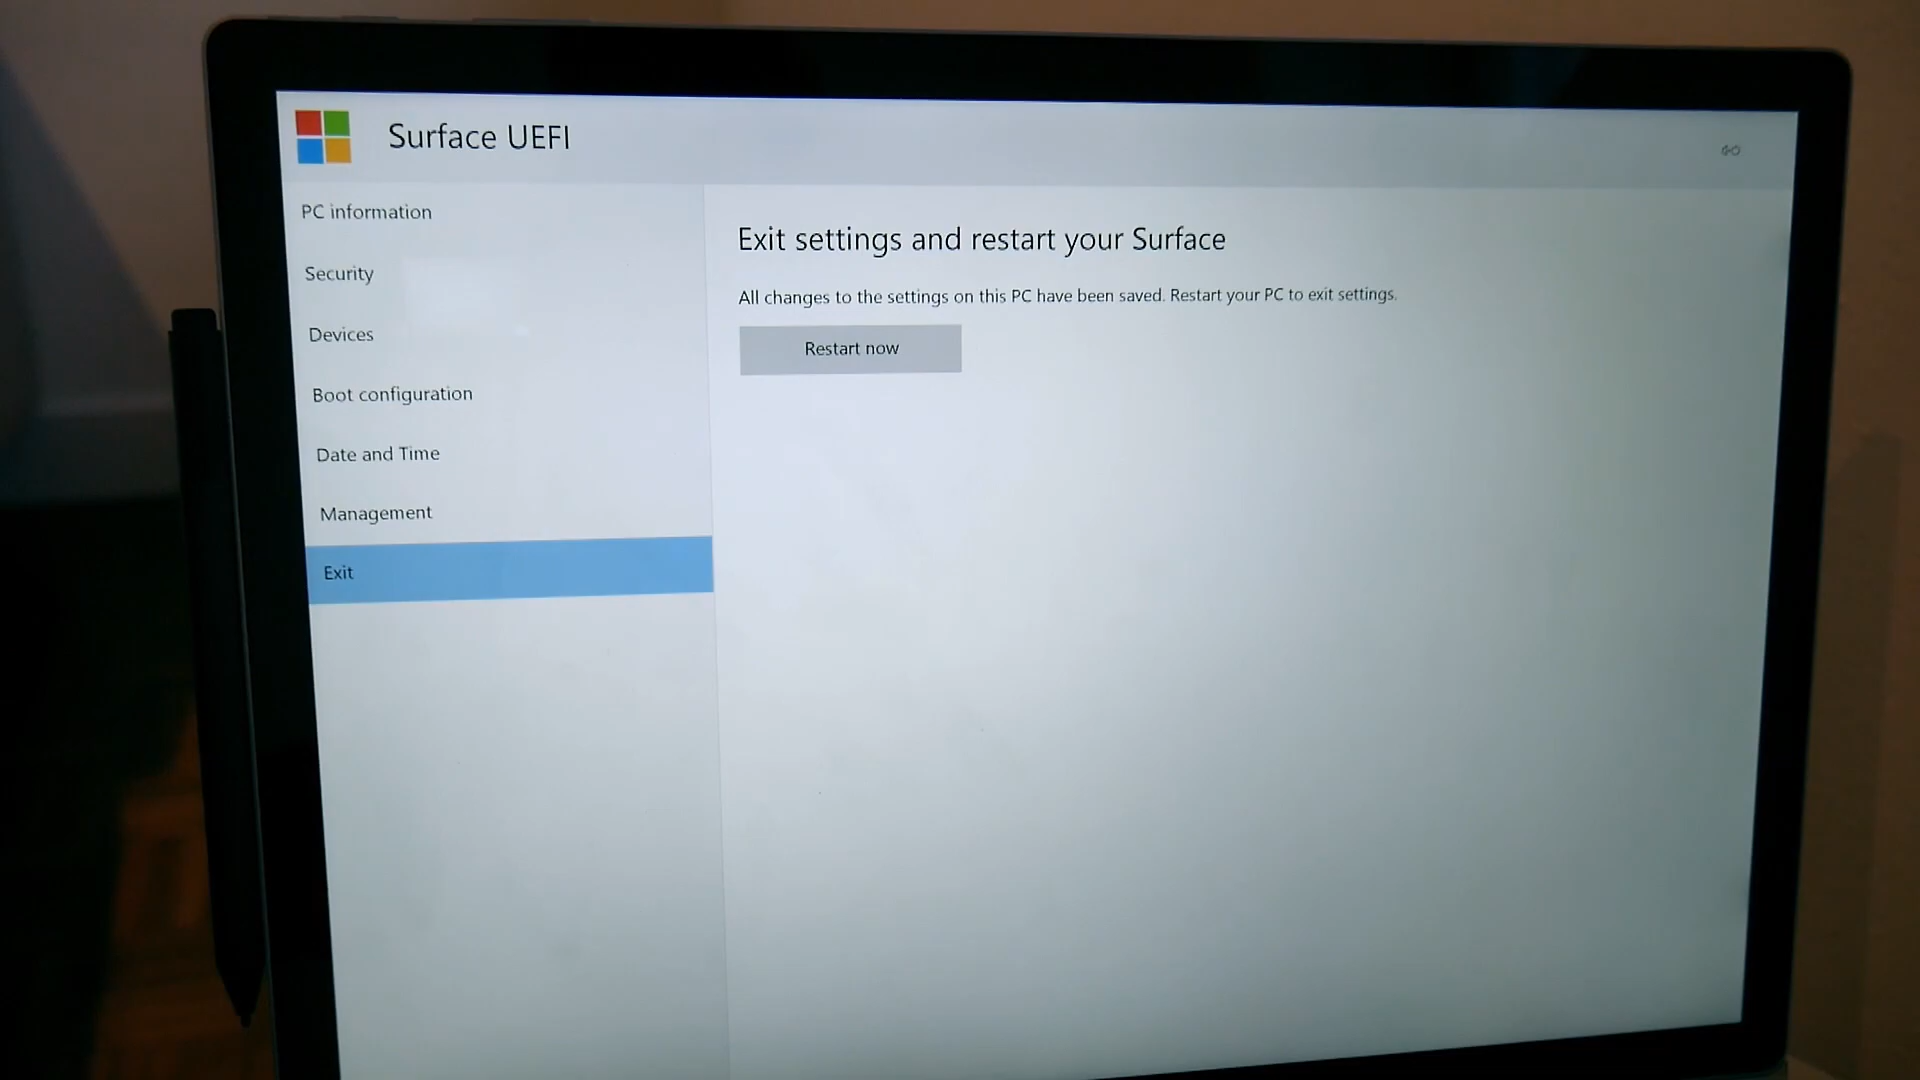 Surface UEFI
PC information
Security
Devices
Boot configuration
Date and Time
Management
Exit
Exit settings and restart your Surface
All changes to the settings on this PC have been saved. Restart your PC to exit settings.
Restart now